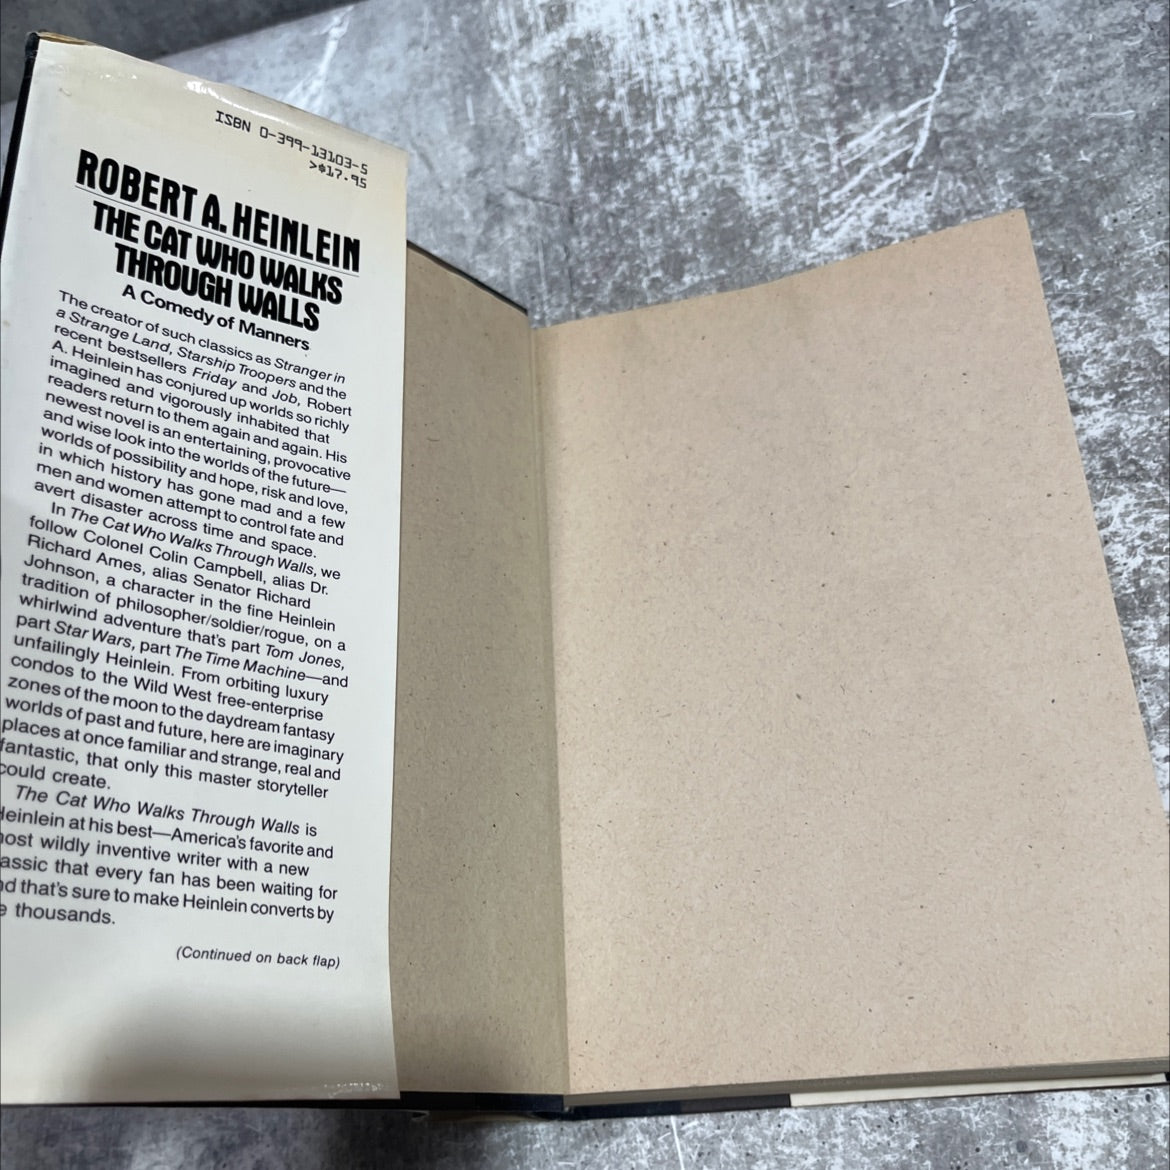 ISBN 0-399-13103-5
>$17.95
ROBERT A. HEINLEIN
THE CAT WHO WALKS
THROUGH WALLS
A Comedy of Manners
The creator of such classics as Stranger in
a Strange Land, Starship Troopers and the
recent bestsellers Friday and Job, Robert
A. Heinlein has conjured up worlds so richly
imagined and vigorously inhabited that
readers return to them again and again. His
newest novel is an entertaining, provocative
and wise look into the worlds of the future—
worlds of possibility and hope, risk and love,
in which history has gone mad and a few
men and women attempt to control fate and
avert disaster across time and space.
In The Cat Who Walks Through Walls, we
follow Colonel Colin Campbell, alias Dr.
Richard Ames, alias Senator Richard
Johnson, a character in the fine Heinlein
tradition of philosopher/soldier/rogue, on a
whirlwind adventure that's part Tom Jones,
part Star Wars, part The Time Machine—and
unfailingly Heinlein. From orbiting luxury
condos to the Wild West free-enterprise
zones of the moon to the daydream fantasy
worlds of past and future, here are imaginary
places at once familiar and strange, real and
fantastic, that only this master storyteller
could create.
The Cat Who Walks Through Walls is
Heinlein at his best—America's favorite and
most wildly inventive writer with a new
assic that every fan has been waiting for
nd that's sure to make Heinlein converts by
e thousands.
(Continued on back flap)